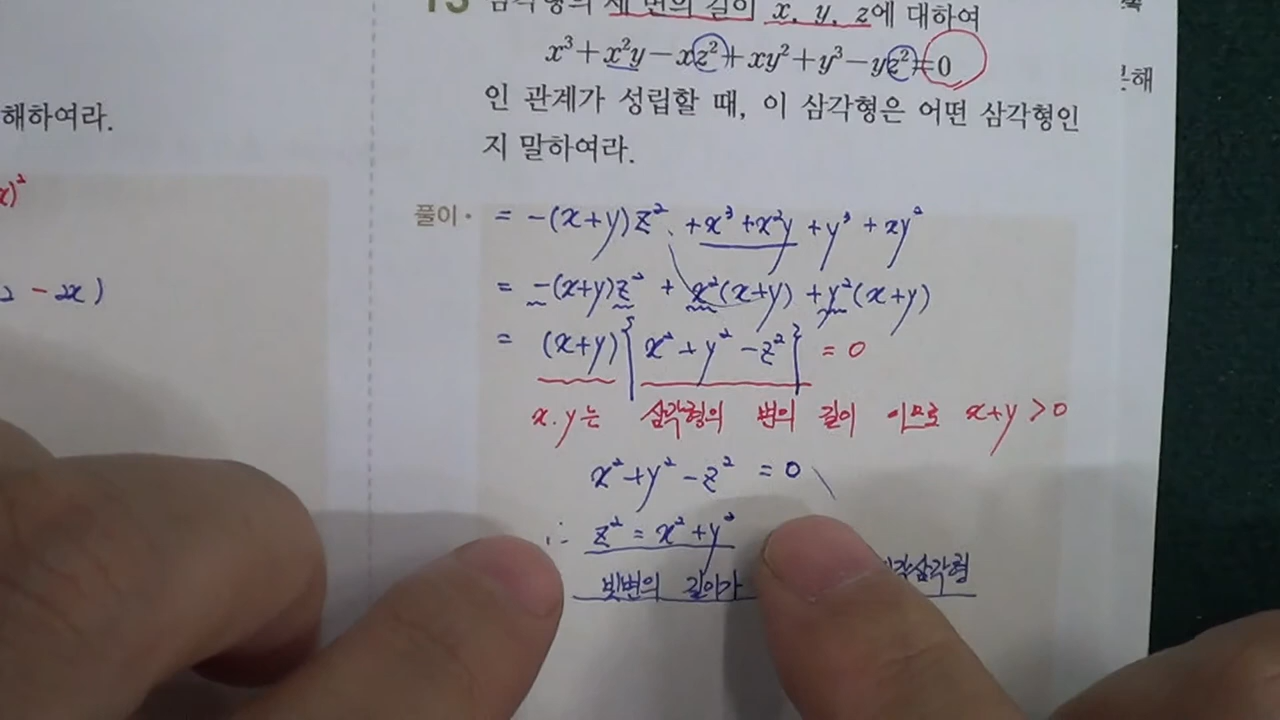 13 삼각형의 세 변의 길이 x, y, z에 대하여
x³+x²y−xz²+xy²+y³−yz²=0
인 관계가 성립할 때, 이 삼각형은 어떤 삼각형인
지 말하여라.
해하여라.
x)²
− 2x)
풀이 •
= −(x+y)z² +x³ +x²y +y³ + xy²
= −(x+y)z² + x²(x+y) + y²(x+y)
= (x+y){x² + y² − z²} = 0
x.y는 삼각형의 변의 길이 이므로 x+y > 0
x² + y² − z² = 0
∴ z² = x² + y²
빗변의 길이가 각삼각형